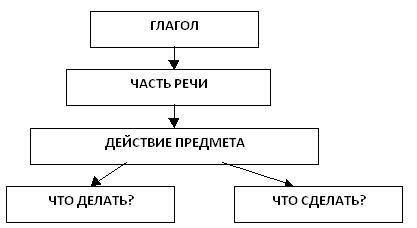 ГЛАГОЛ
ЧАСТЬ РЕЧИ
ДЕЙСТВИЕ ПРЕДМЕТА
ЧТО ДЕЛАТЬ?
ЧТО СДЕЛАТЬ?